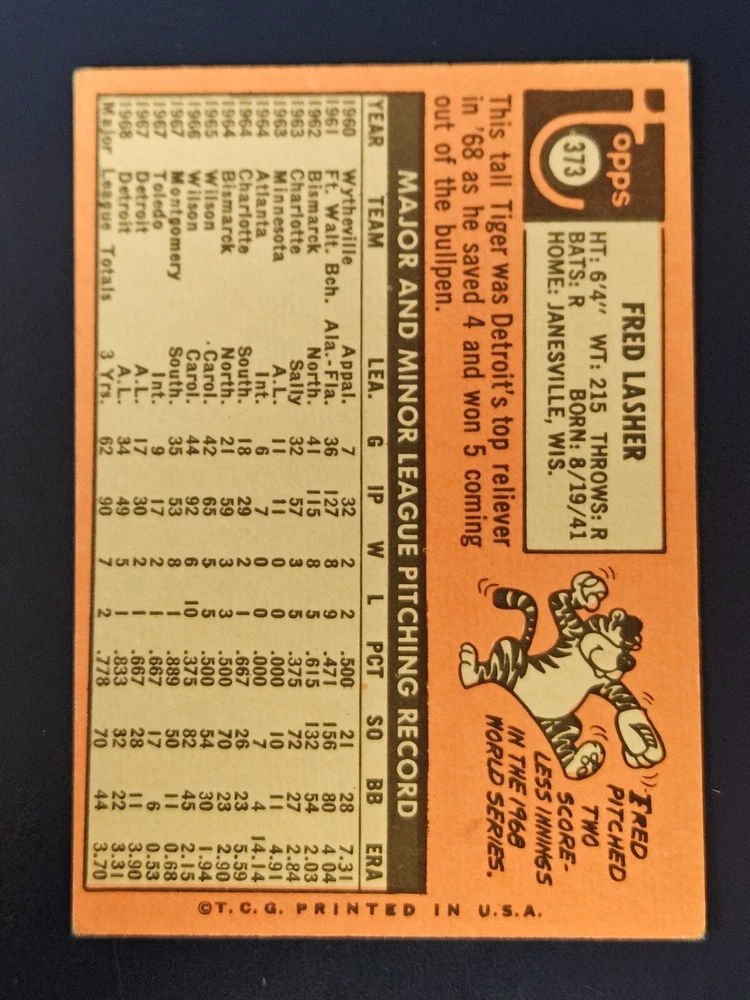 Topps
373
FRED LASHER
HT: 6'4" WT: 215 THROWS: R
BATS: R BORN: 8/19/41
HOME: JANESVILLE, WIS.
This tall Tiger was Detroit's top reliever
in '68 as he saved 4 and won 5 coming
out of the bullpen.
FRED
PITCHED
TWO
SCORE-
LESS INNINGS
IN THE 1968
WORLD SERIES.
MAJOR AND MINOR LEAGUE PITCHING RECORD
YEAR TEAM LEA. G IP W L PCT SO BB ERA
1960 Wytheville Appal. 7 32 2 2 .500 21 28 7.31
1961 Ft. Walt. Bch. Ala.-Fla. 36 127 8 9 .471 156 80 4.04
1962 Bismarck North. 41 115 8 5 .615 132 54 2.03
1963 Charlotte Sally 32 57 3 5 .375 72 27 2.84
1963 Minnesota A.L. 11 11 0 0 .000 10 11 4.91
1964 Atlanta Int. 6 7 0 0 .000 7 4 14.14
1964 Charlotte South. 18 29 2 1 .667 26 23 5.59
1964 Bismarck North. 21 59 3 3 .500 70 23 2.90
1965 Wilson Carol. 42 65 5 5 .500 54 30 1.94
1966 Wilson Carol. 44 92 6 10 .375 82 45 2.15
1967 Montgomery South. 35 53 8 1 .889 50 11 0.68
1967 Toledo Int. 9 17 2 1 .667 17 6 0.53
1967 Detroit A.L. 17 30 2 1 .667 28 11 3.90
1968 Detroit A.L. 34 49 5 1 .833 32 22 3.31
Major League Totals 3 Yrs. 62 90 7 2 .778 70 44 3.70
©T.C.G. PRINTED IN U.S.A.